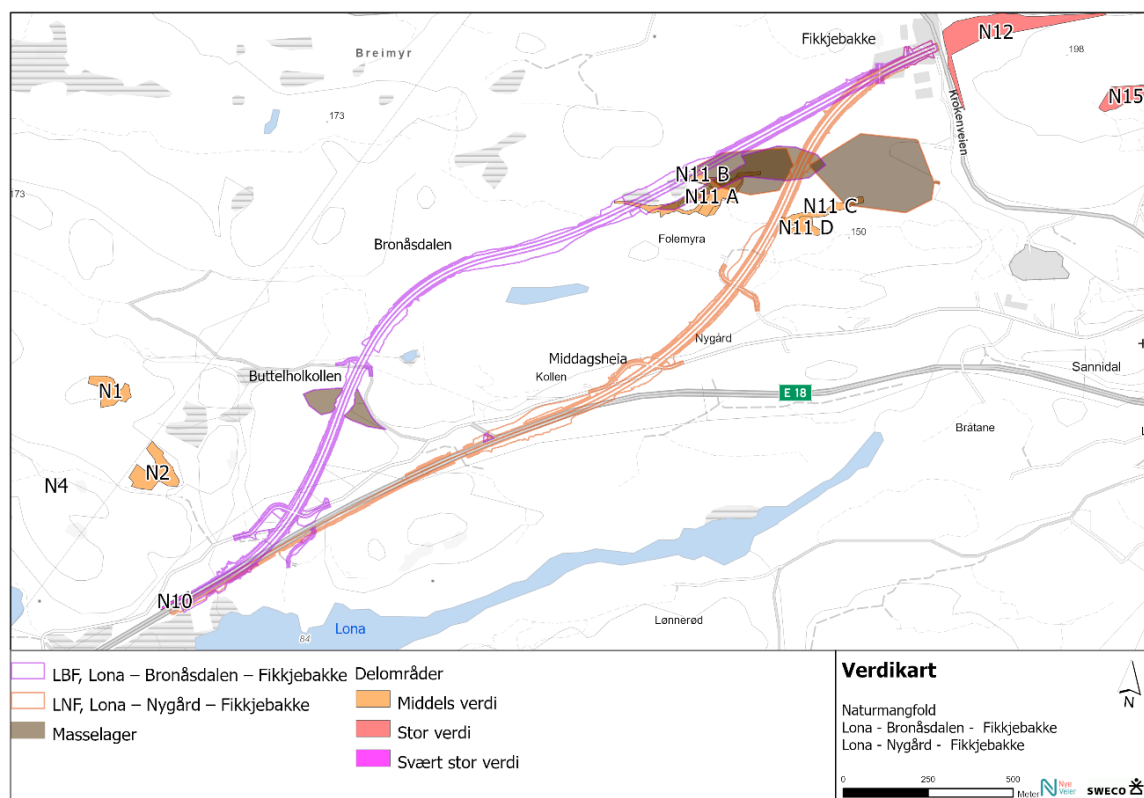 Breimyr
Fikkjebakke
N12
198
N15
173
Krokenveien
173
N11 B
N11 A
N11 C
N11 D
150
Folemyra
Bronåsdalen
Nygård
Middagsheia
Kollen
Buttelholkollen
Sannidal
E 18
N1
Bråtane
N2
N4
N10
Lona
84
Lønnerød
LBF, Lona – Bronåsdalen – Fikkjebakke
LNF, Lona – Nygård – Fikkjebakke
Masselager
Delområder
Middels verdi
Stor verdi
Svært stor verdi
Verdikart
Naturmangfold
Lona - Bronåsdalen - Fikkjebakke
Lona - Nygård - Fikkjebakke
N
0 250 500
Meter
Nye
Veier
SWECO